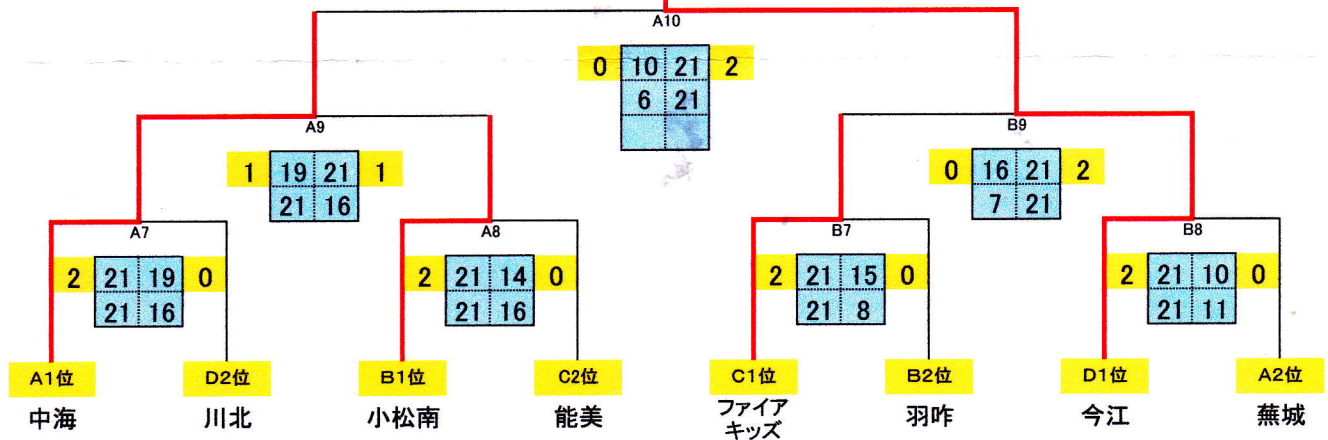 A10
0 10 21 2
6 21
A9
1 19 21 1
21 16
B9
0 16 21 2
7 21
A7
2 21 19 0
21 16
A8
2 21 14 0
21 16
B7
2 21 15 0
21 8
B8
2 21 10 0
21 11
A1位 D2位 B1位 C2位 C1位 B2位 D1位 A2位
中海 川北 小松南 能美 ファイア
キッズ 羽咋 今江 蕪城